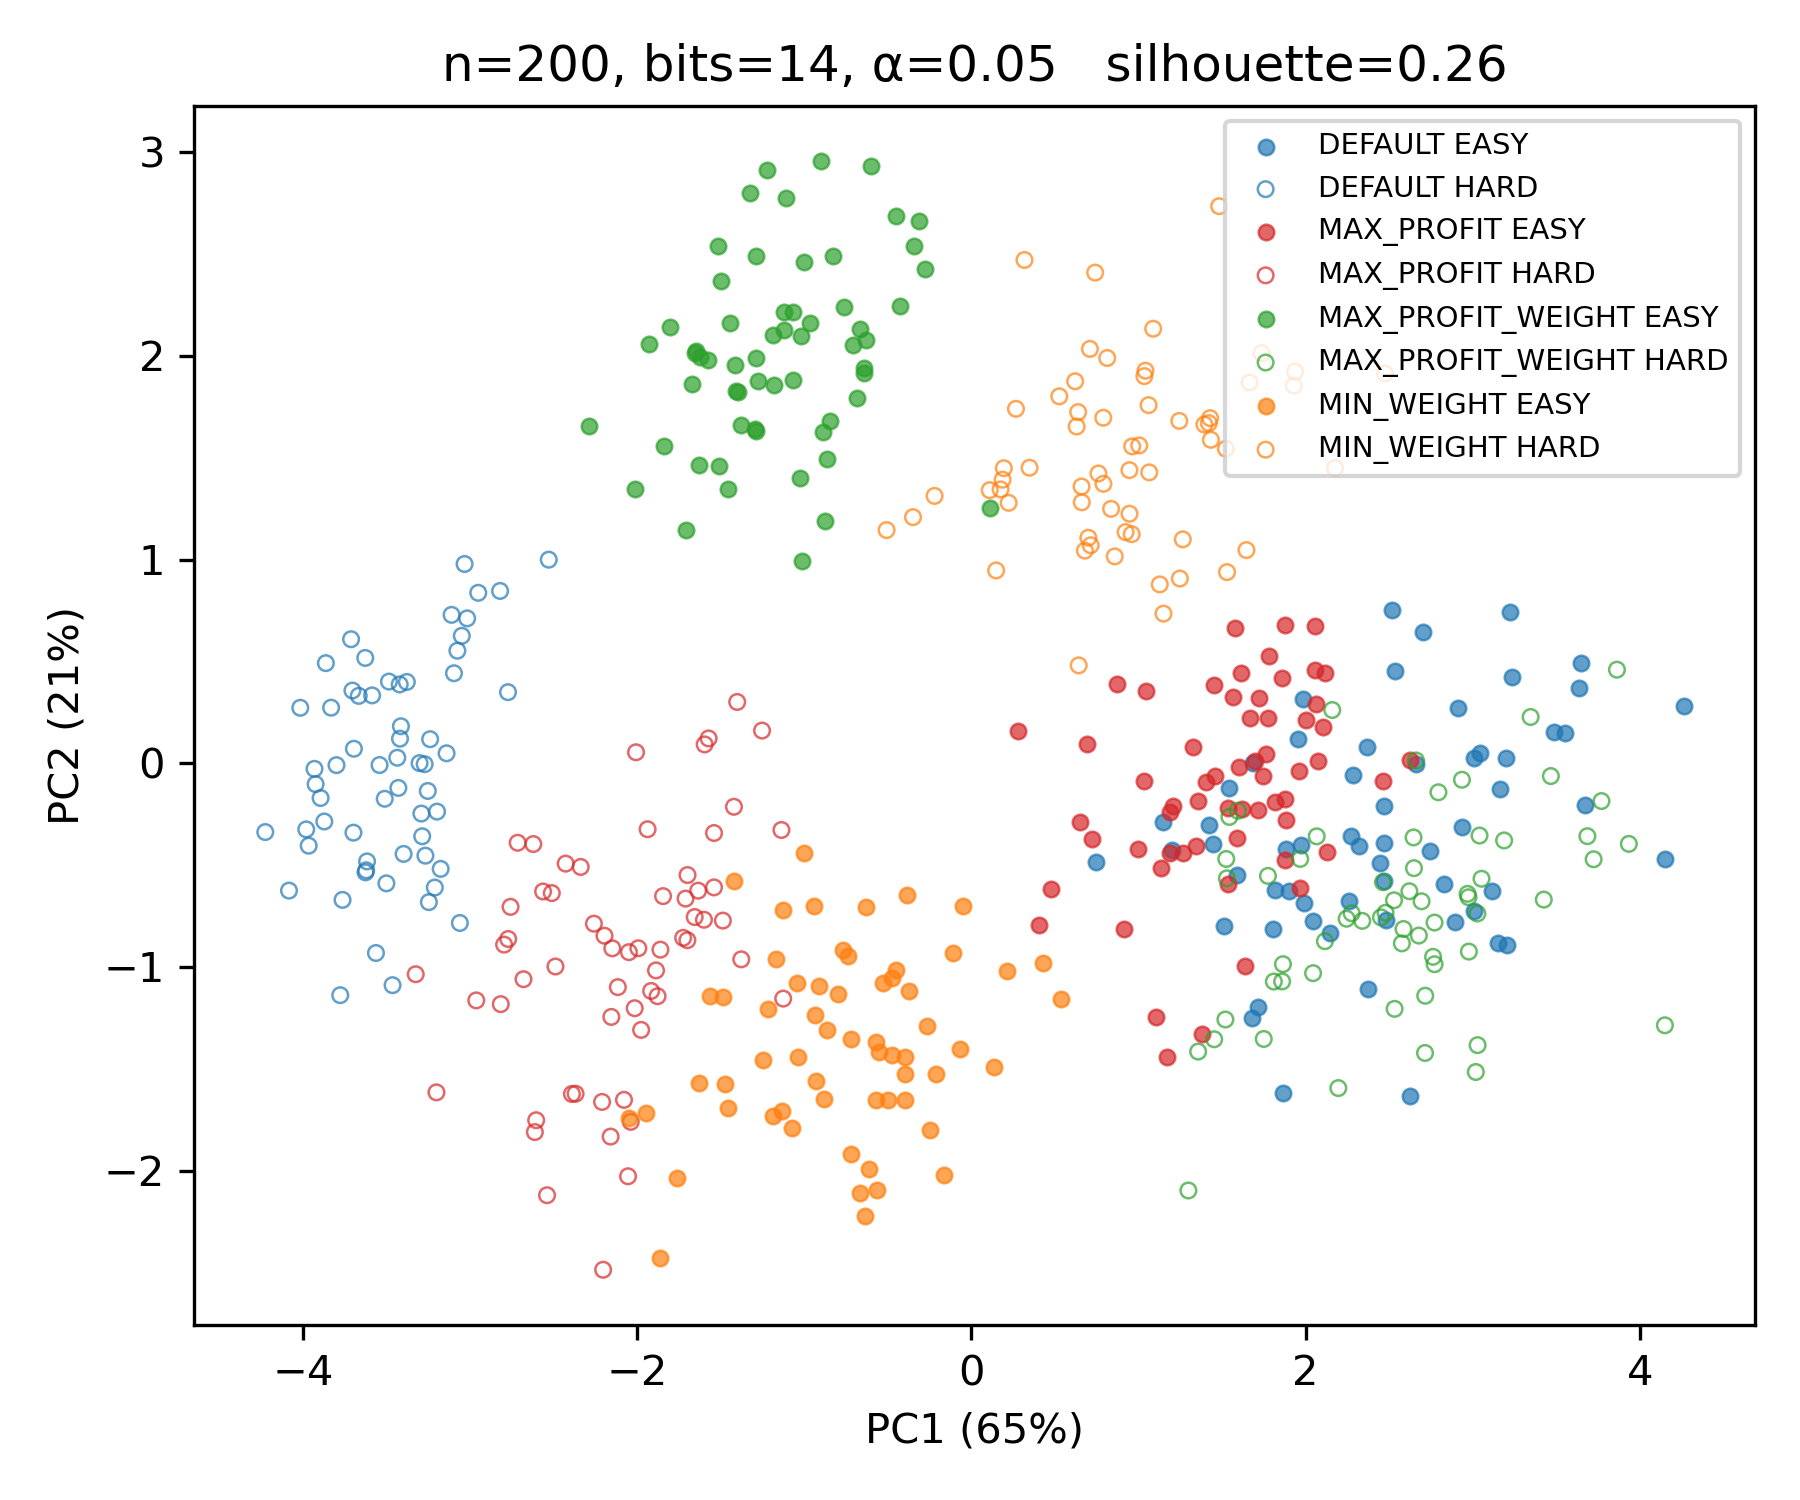 n=200, bits=14, α=0.05   silhouette=0.26
DEFAULT EASY
DEFAULT HARD
MAX_PROFIT EASY
MAX_PROFIT HARD
MAX_PROFIT_WEIGHT EASY
MAX_PROFIT_WEIGHT HARD
MIN_WEIGHT EASY
MIN_WEIGHT HARD
3
2
1
0
−1
−2
PC2 (21%)
−4 −2 0 2 4
PC1 (65%)